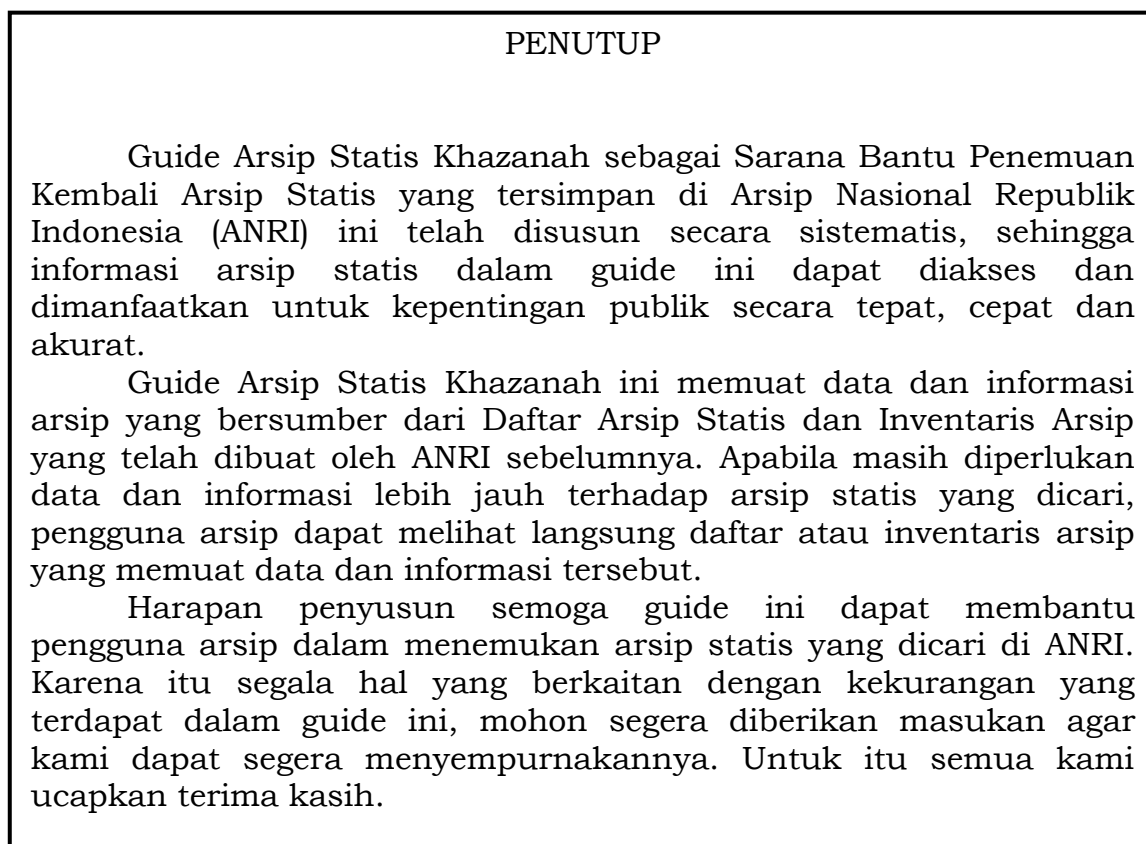 PENUTUP
Guide Arsip Statis Khazanah sebagai Sarana Bantu Penemuan
Kembali Arsip Statis yang tersimpan di Arsip Nasional Republik
Indonesia (ANRI) ini telah disusun secara sistematis, sehingga
informasi arsip statis dalam guide ini dapat diakses dan
dimanfaatkan untuk kepentingan publik secara tepat, cepat dan
akurat.
Guide Arsip Statis Khazanah ini memuat data dan informasi
arsip yang bersumber dari Daftar Arsip Statis dan Inventaris Arsip
yang telah dibuat oleh ANRI sebelumnya. Apabila masih diperlukan
data dan informasi lebih jauh terhadap arsip statis yang dicari,
pengguna arsip dapat melihat langsung daftar atau inventaris arsip
yang memuat data dan informasi tersebut.
Harapan penyusun semoga guide ini dapat membantu
pengguna arsip dalam menemukan arsip statis yang dicari di ANRI.
Karena itu segala hal yang berkaitan dengan kekurangan yang
terdapat dalam guide ini, mohon segera diberikan masukan agar
kami dapat segera menyempurnakannya. Untuk itu semua kami
ucapkan terima kasih.